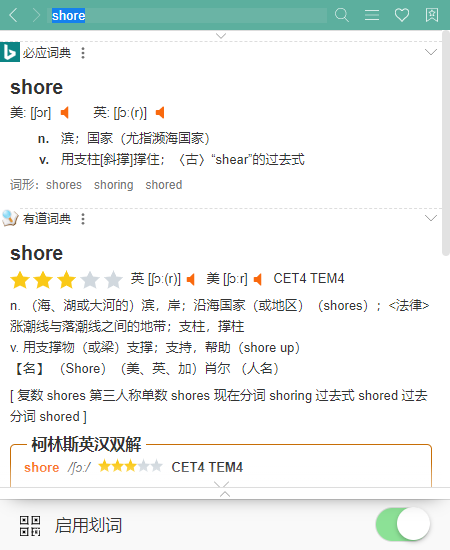 shore
必应词典
shore
美: [ʃɔr] 英: [ʃɔː(r)]
n. 滨；国家（尤指濒海国家）
v. 用支柱[斜撑]撑住；〈古〉“shear”的过去式
词形： shores shoring shored
有道词典
shore
英 [ʃɔː(r)] 美 [ʃɔːr] CET4 TEM4
n. （海、湖或大河的）滨，岸；沿海国家（或地区）（shores）；<法律>
涨潮线与落潮线之间的地带；支柱，撑柱
v. 用支撑物（或梁）支撑；支持，帮助（shore up）
【名】 （Shore）（美、英、加）肖尔 （人名）
[ 复数 shores 第三人称单数 shores 现在分词 shoring 过去式 shored 过去
分词 shored ]
柯林斯英汉双解
shore /ʃɔː/ CET4 TEM4
启用划词